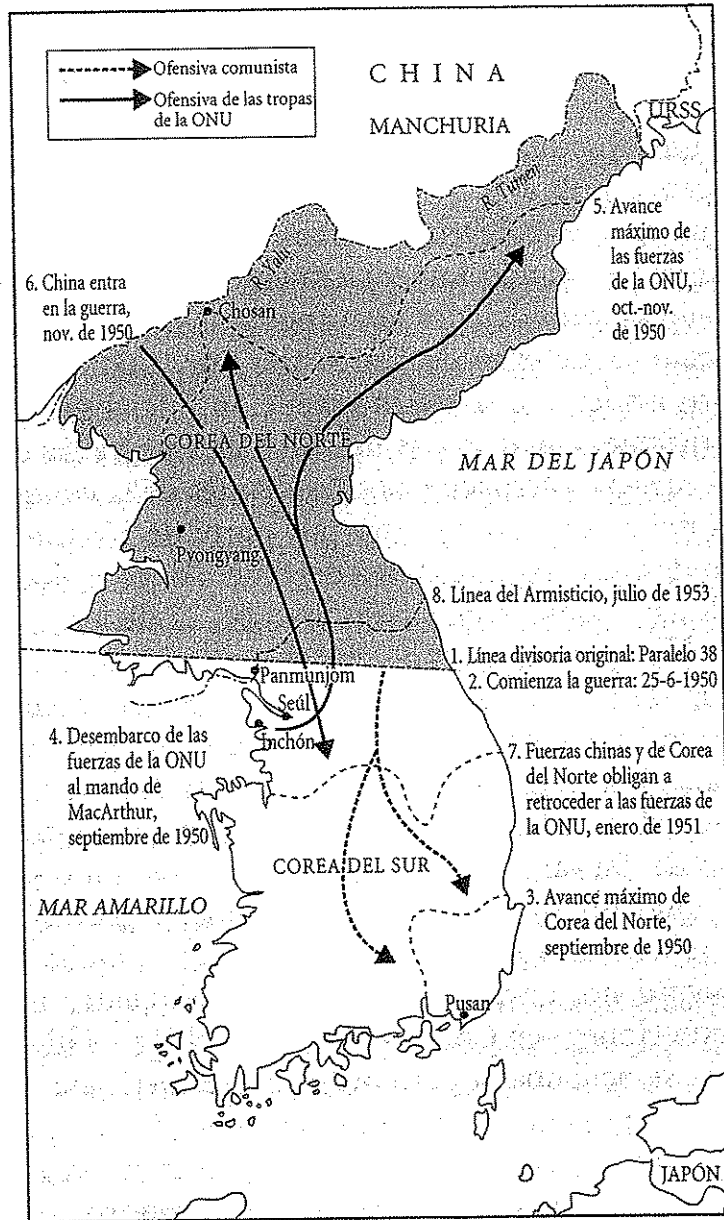 Ofensiva comunista
Ofensiva de las tropas
de la ONU
CHINA
MANCHURIA
URSS
R. Tumen
R. Yalu
5. Avance
máximo de
las fuerzas
de la ONU,
oct.-nov.
de 1950
6. China entra
en la guerra,
nov. de 1950
Chosan
COREA DEL NORTE
MAR DEL JAPÓN
Pyongyang
8. Línea del Armisticio, julio de 1953
1. Línea divisoria original: Paralelo 38
2. Comienza la guerra: 25-6-1950
Panmunjom
Seúl
Inchón
4. Desembarco de las
fuerzas de la ONU
al mando de
MacArthur,
septiembre de 1950
7. Fuerzas chinas y de Corea
del Norte obligan a
retroceder a las fuerzas de
la ONU, enero de 1951
COREA DEL SUR
MAR AMARILLO
3. Avance máximo de
Corea del Norte,
septiembre de 1950
Pusan
JAPÓN